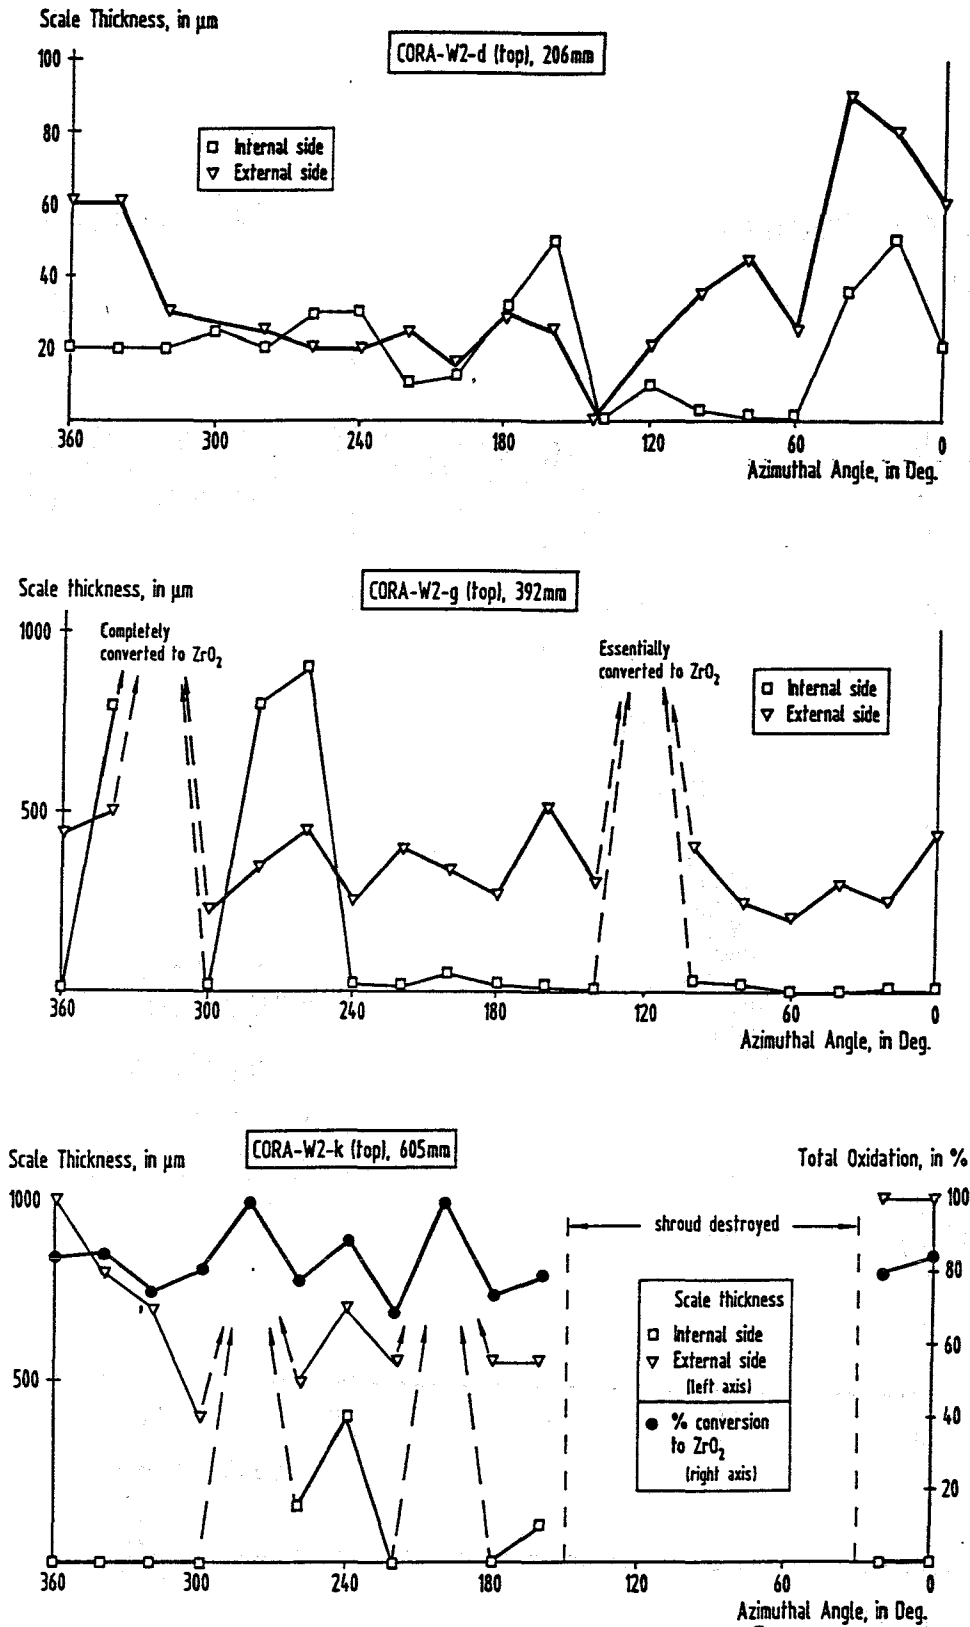 Scale Thickness, in μm
CORA-W2-d (top), 206mm
100
80
60
40
20
Internal side
External side
360
300
240
180
120
60
0
Azimuthal Angle, in Deg.
Scale thickness, in μm
CORA-W2-g (top), 392mm
1000
500
Completely
converted to ZrO₂
Essentially
converted to ZrO₂
Internal side
External side
360
300
240
180
120
60
0
Azimuthal Angle, in Deg.
CORA-W2-k (top), 605mm
Scale Thickness, in μm
Total Oxidation, in %
1000
500
100
80
60
40
20
shroud destroyed
Scale thickness
Internal side
External side
(left axis)
% conversion
to ZrO₂
(right axis)
360
300
240
180
120
60
0
Azimuthal Angle, in Deg.